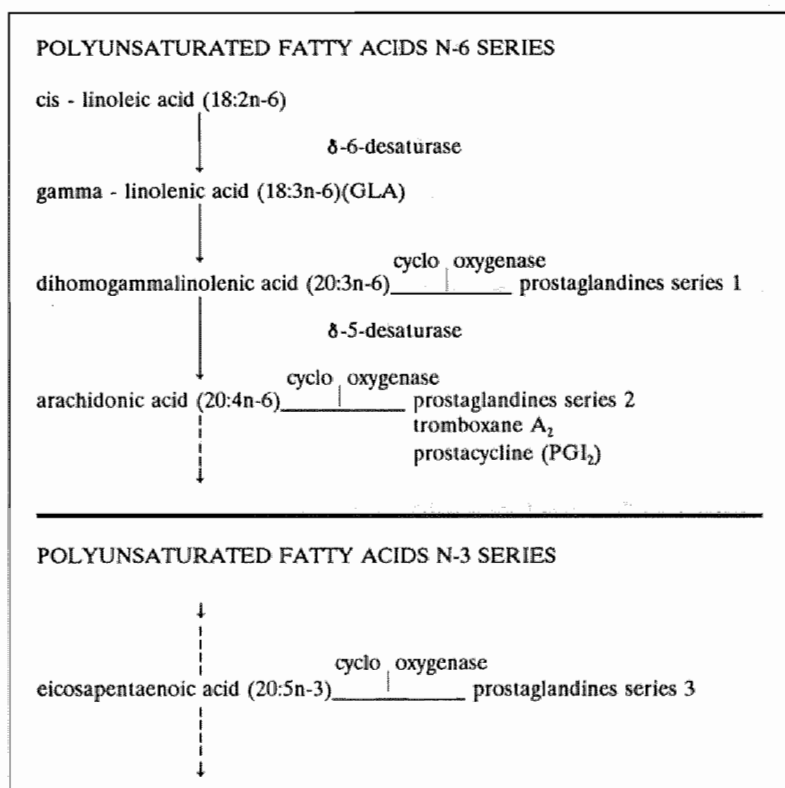 POLYUNSATURATED FATTY ACIDS N-6 SERIES
cis - linoleic acid (18:2n-6)
δ-6-desaturase
gamma - linolenic acid (18:3n-6)(GLA)
cyclo oxygenase
dihomogammalinolenic acid (20:3n-6) prostaglandines series 1
δ-5-desaturase
cyclo oxygenase
arachidonic acid (20:4n-6) prostaglandines series 2
tromboxane A₂
prostacycline (PGI₂)
POLYUNSATURATED FATTY ACIDS N-3 SERIES
cyclo oxygenase
eicosapentaenoic acid (20:5n-3) prostaglandines series 3